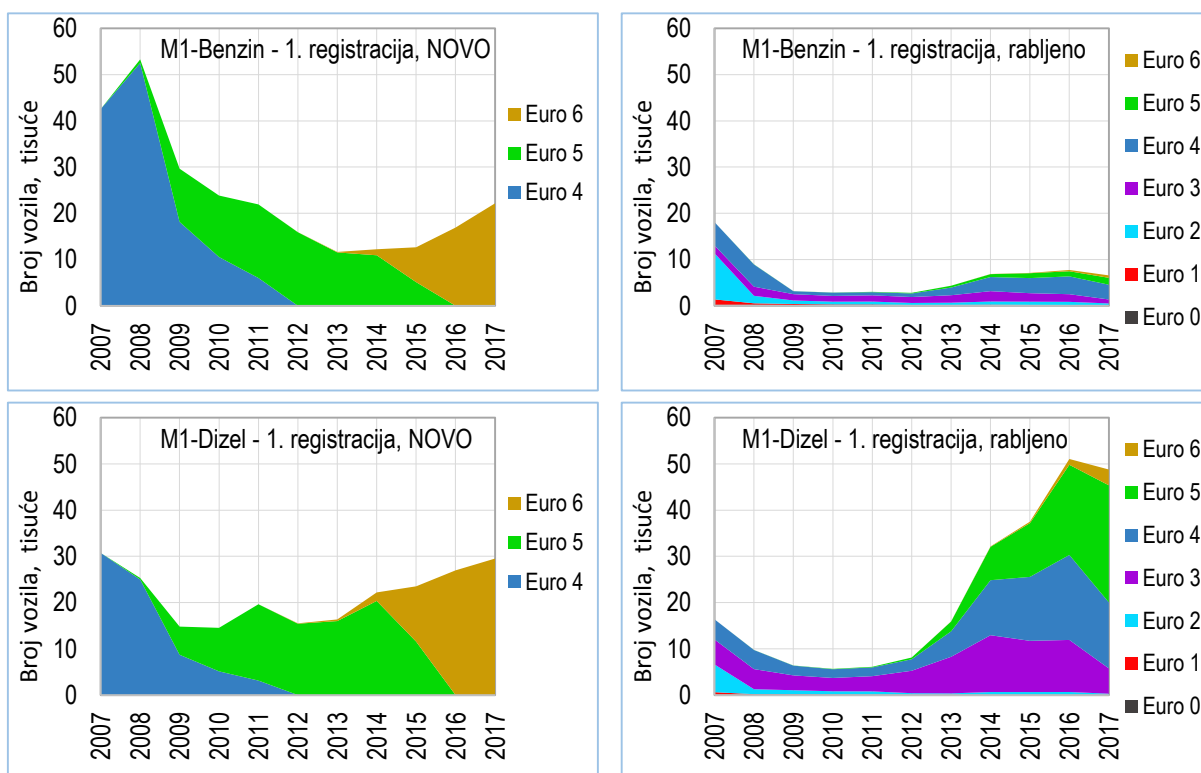 M1-Benzin - 1. registracija, NOVO
Broj vozila, tisuće
60
50
40
30
20
10
0
2007
2008
2009
2010
2011
2012
2013
2014
2015
2016
2017
Euro 6
Euro 5
Euro 4
M1-Benzin - 1. registracija, rabljeno
Broj vozila, tisuće
60
50
40
30
20
10
0
2007
2008
2009
2010
2011
2012
2013
2014
2015
2016
2017
Euro 6
Euro 5
Euro 4
Euro 3
Euro 2
Euro 1
Euro 0
M1-Dizel - 1. registracija, NOVO
Broj vozila, tisuće
60
50
40
30
20
10
0
2007
2008
2009
2010
2011
2012
2013
2014
2015
2016
2017
Euro 6
Euro 5
Euro 4
M1-Dizel - 1. registracija, rabljeno
Broj vozila, tisuće
60
50
40
30
20
10
0
2007
2008
2009
2010
2011
2012
2013
2014
2015
2016
2017
Euro 6
Euro 5
Euro 4
Euro 3
Euro 2
Euro 1
Euro 0